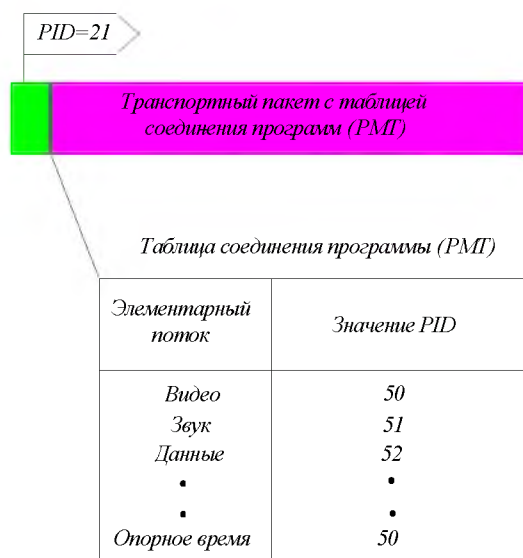 PID=21
Транспортный пакет с таблицей
соединения программ (PMT)
Таблица соединения программы (PMT)
Элементарный
поток
Значение PID
Видео 50
Звук 51
Данные 52
• •
• •
Опорное время 50